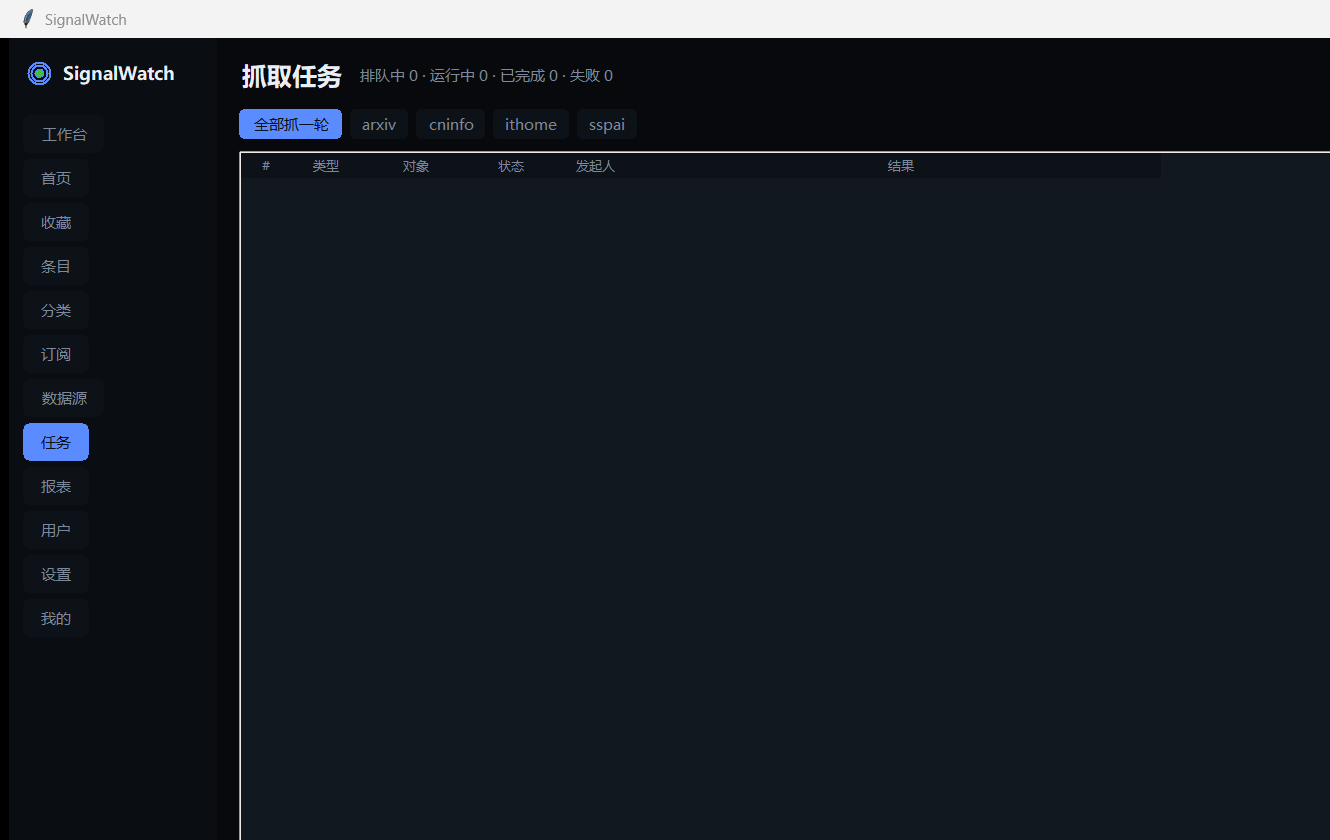 SignalWatch
SignalWatch
工作台
首页
收藏
条目
分类
订阅
数据源
任务
报表
用户
设置
我的
抓取任务 排队中 0 · 运行中 0 · 已完成 0 · 失败 0
全部抓一轮 arxiv cninfo ithome sspai
# 类型 对象 状态 发起人 结果